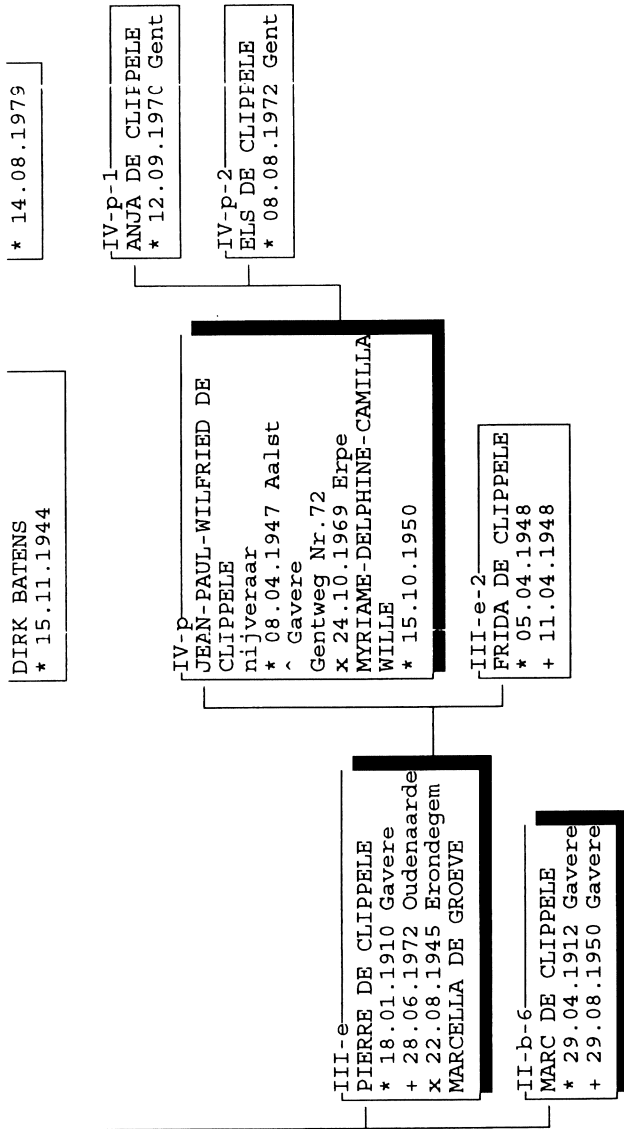 * 14.08.1979
DIRK BATENS
* 15.11.1944
IV-p-1
ANJA DE CLIPPELE
* 12.09.1970 Gent
IV-p-2
ELS DE CLIPPELE
* 08.08.1972 Gent
IV-p
JEAN-PAUL-WILFRIED DE
CLIPPELE
nijveraar
* 08.04.1947 Aalst
^ Gavere
Gentweg Nr.72
x 24.10.1969 Erpe
MYRIAME-DELPHINE-CAMILLA
WILLE
* 15.10.1950
III-e-2
FRIDA DE CLIPPELE
* 05.04.1948
+ 11.04.1948
III-e
PIERRE DE CLIPPELE
* 18.01.1910 Gavere
+ 28.06.1972 Oudenaarde
x 22.08.1945 Erondegem
MARCELLA DE GROEVE
II-b-6
MARC DE CLIPPELE
* 29.04.1912 Gavere
+ 29.08.1950 Gavere